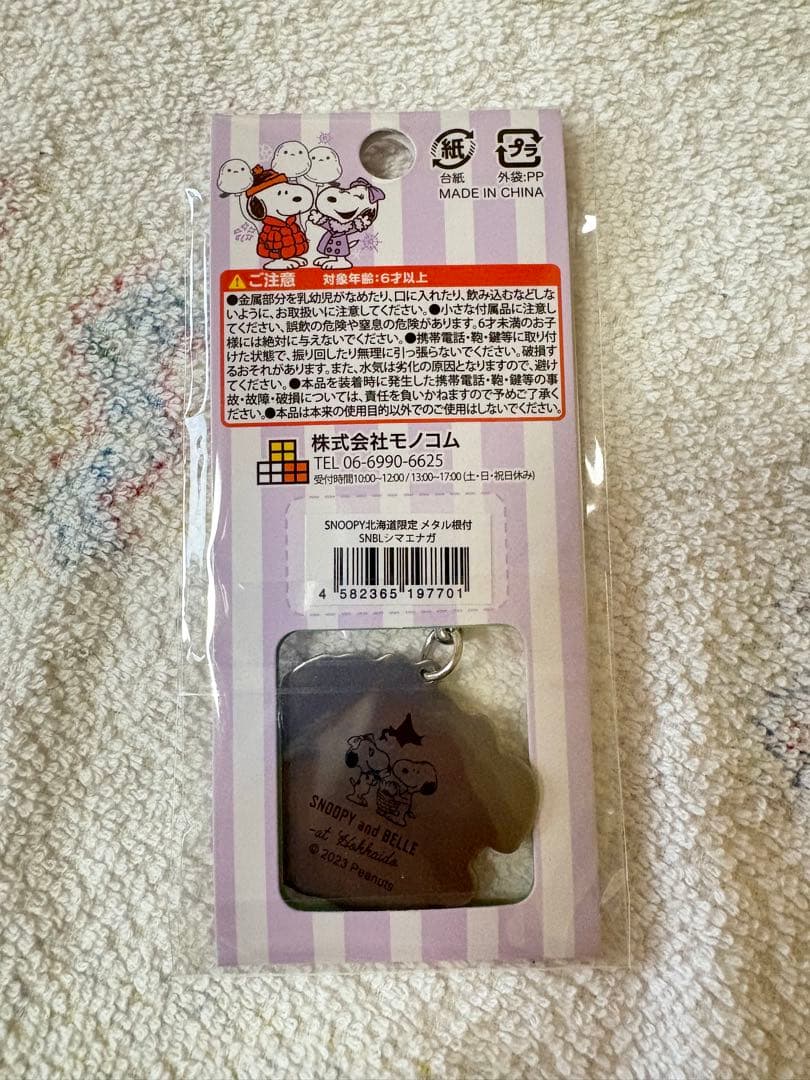 紙
プラ
台紙
外袋:PP
MADE IN CHINA
ご注意 対象年齢:6才以上
●金属部分を乳幼児がなめたり、口に入れたり、飲み込むなどしな
いように、お取扱いに注意してください。●小さな付属品に注意し
てください、誤飲の危険や窒息の危険があります。6才未満のお子
様には絶対に与えないでください。●携帯電話・鞄・鍵等に取り付
けた状態で、振り回したり無理に引っ張らないでください。破損す
るおそれがあります。また、水気は劣化の原因となりますので、避け
てください。●本品を装着時に発生した携帯電話・鞄・鍵等の事
故・故障・破損については、責任を負いかねますので予めご了承く
ださい。●本品は本来の使用目的以外でのご使用はしないでください。
株式会社モノコム
TEL 06-6990-6625
受付時間10:00~12:00/13:00~17:00(土・日・祝日休み)
SNOOPY北海道限定 メタル根付
SNBLシマエナガ
4 582365 197701
SNOOPY and BELLE
-at Hokkaido
© 2023 Peanuts